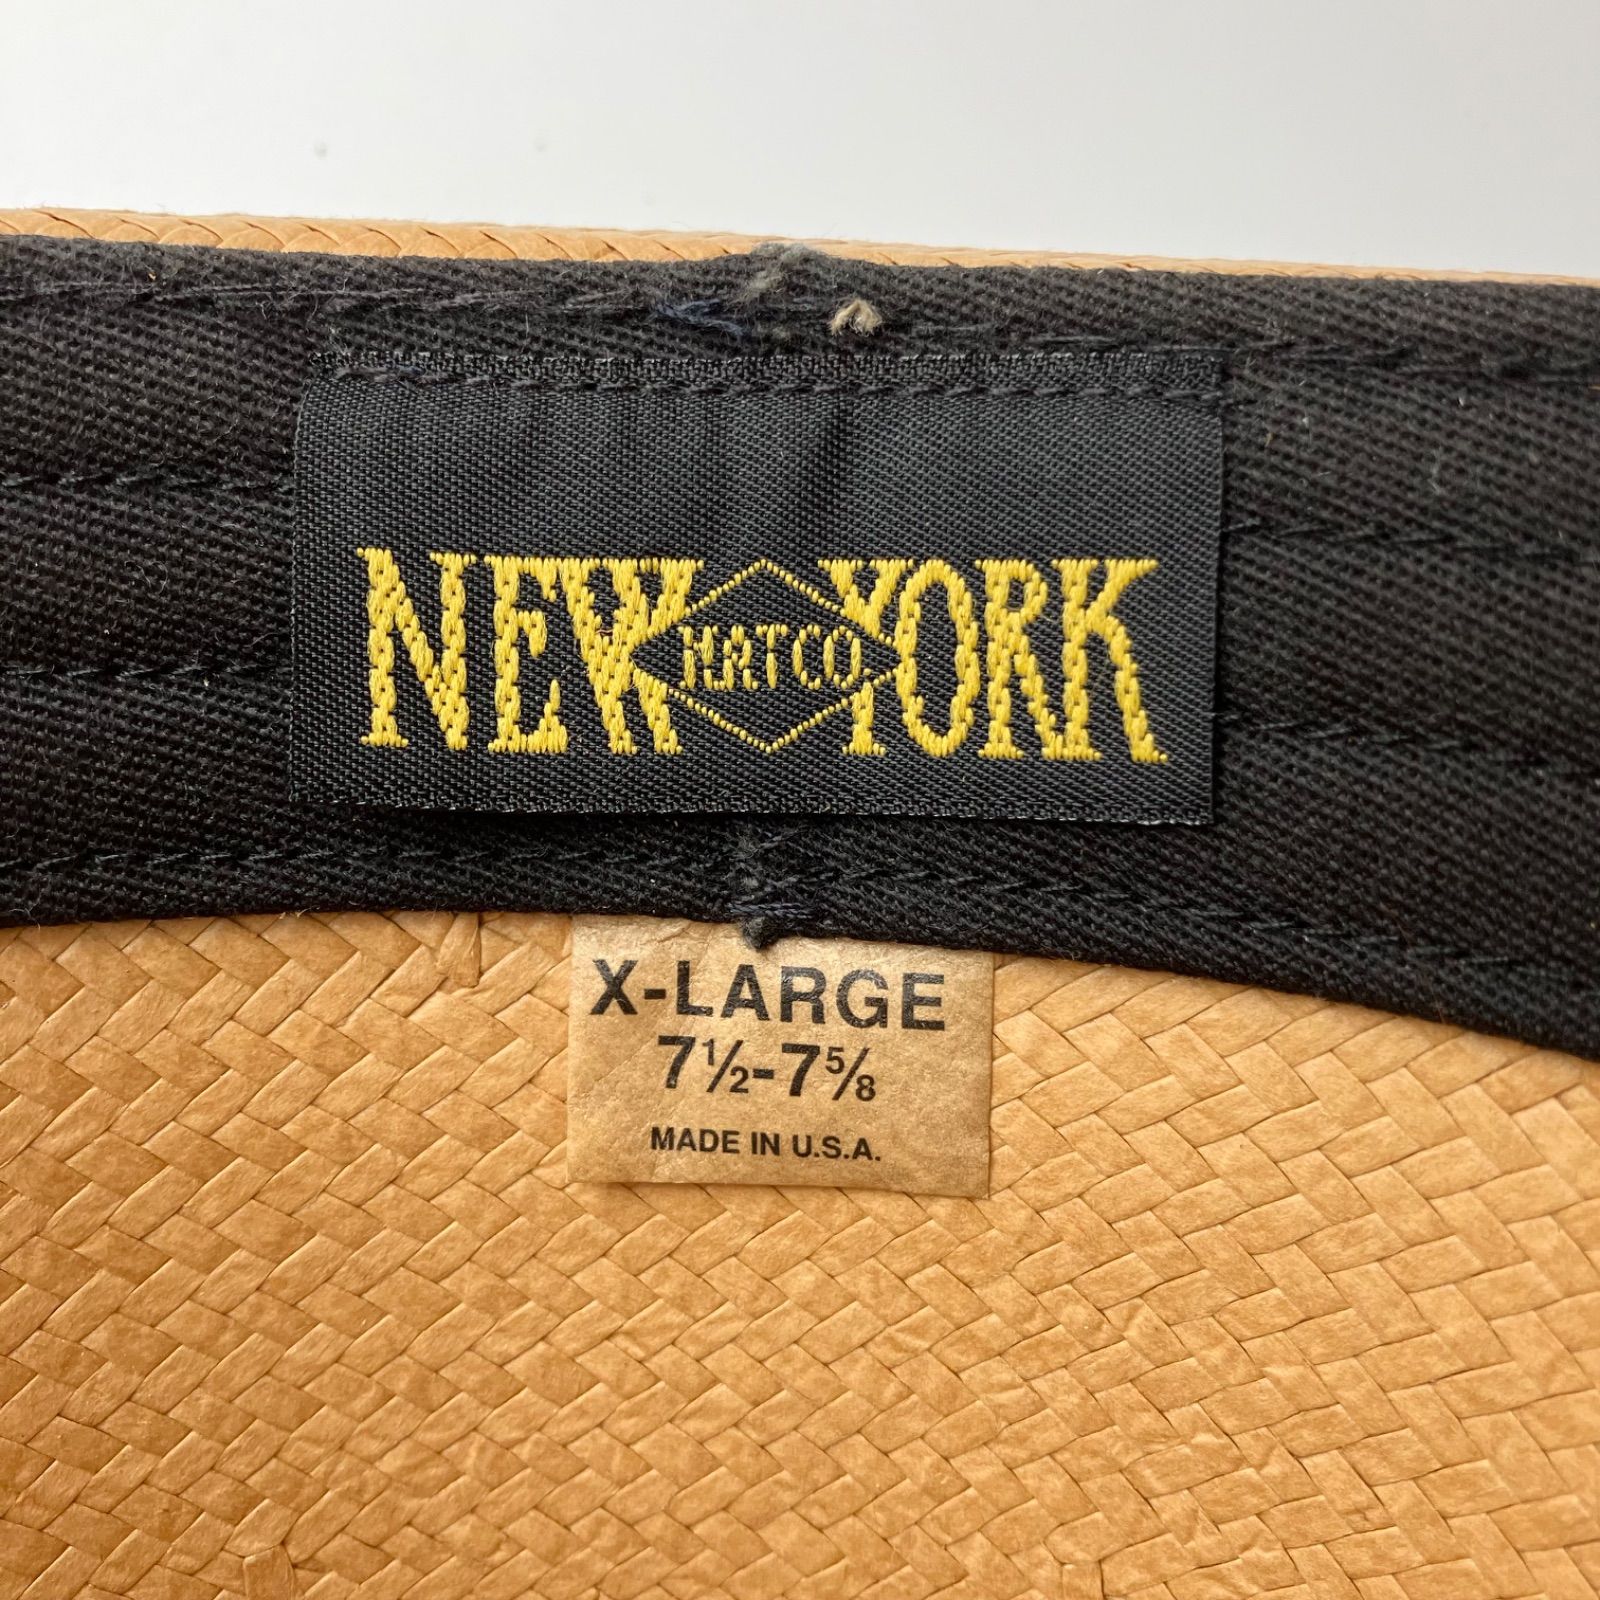 NEW HATCO YORK
X-LARGE
7½-7⅝
MADE IN U.S.A.